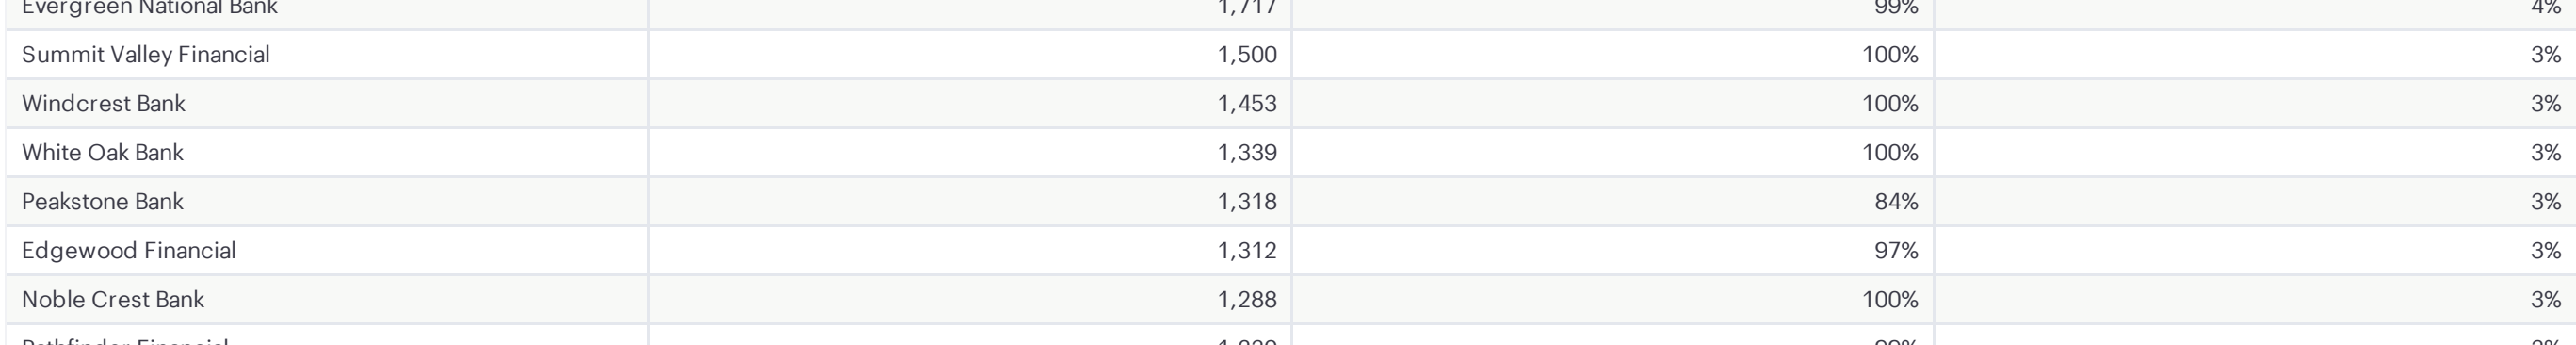 Evergreen National Bank 1,717 99% 4%
Summit Valley Financial 1,500 100% 3%
Windcrest Bank 1,453 100% 3%
White Oak Bank 1,339 100% 3%
Peakstone Bank 1,318 84% 3%
Edgewood Financial 1,312 97% 3%
Noble Crest Bank 1,288 100% 3%
Pathfinder Financial